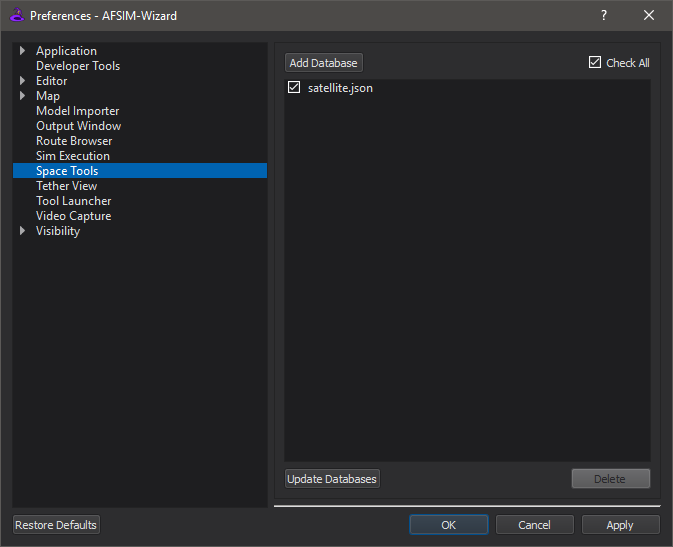 Preferences - AFSIM-Wizard
?
Application
Developer Tools
Editor
Map
Model Importer
Output Window
Route Browser
Sim Execution
Space Tools
Tether View
Tool Launcher
Video Capture
Visibility
Add Database
Check All
satellite.json
Update Databases
Delete
Restore Defaults
OK
Cancel
Apply